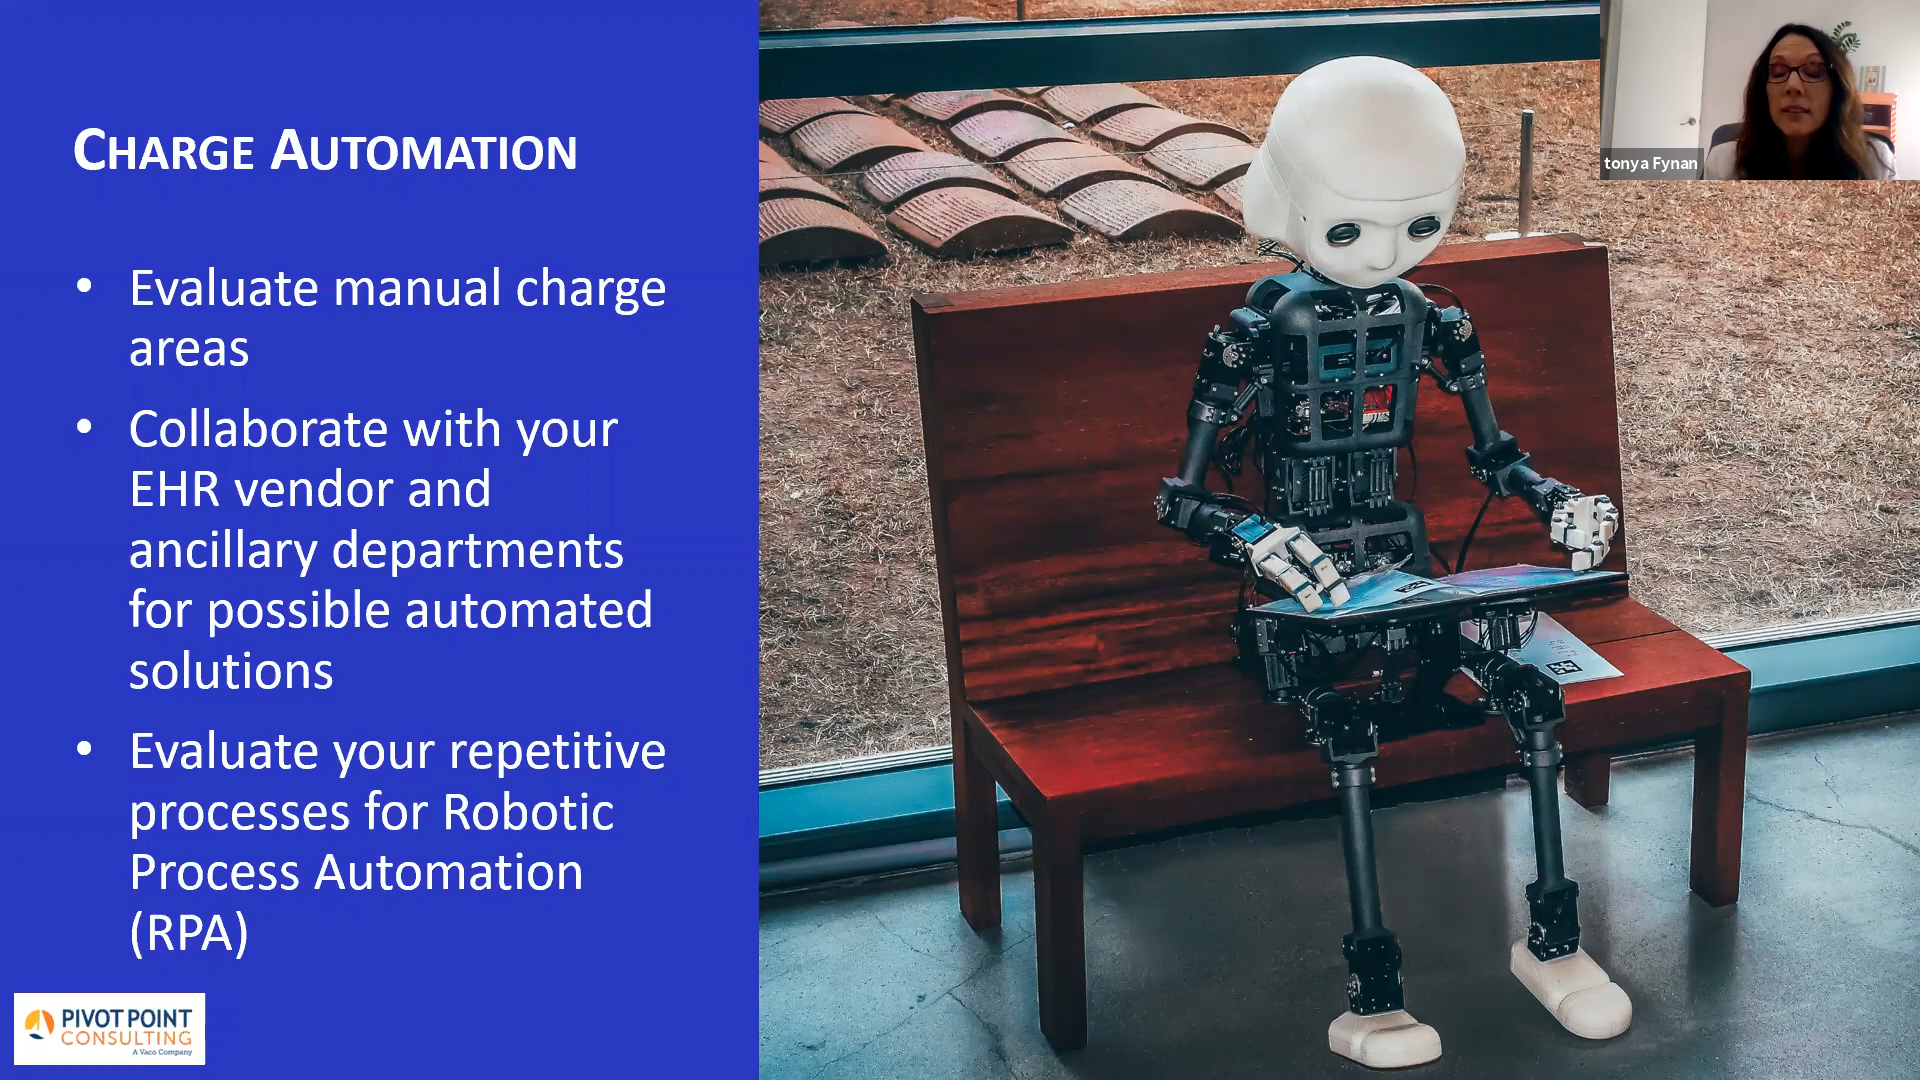 CHARGE AUTOMATION
• Evaluate manual charge
areas
• Collaborate with your
EHR vendor and
ancillary departments
for possible automated
solutions
• Evaluate your repetitive
processes for Robotic
Process Automation
(RPA)
PIVOT POINT
CONSULTING
A Vaco Company
tonya Fynan